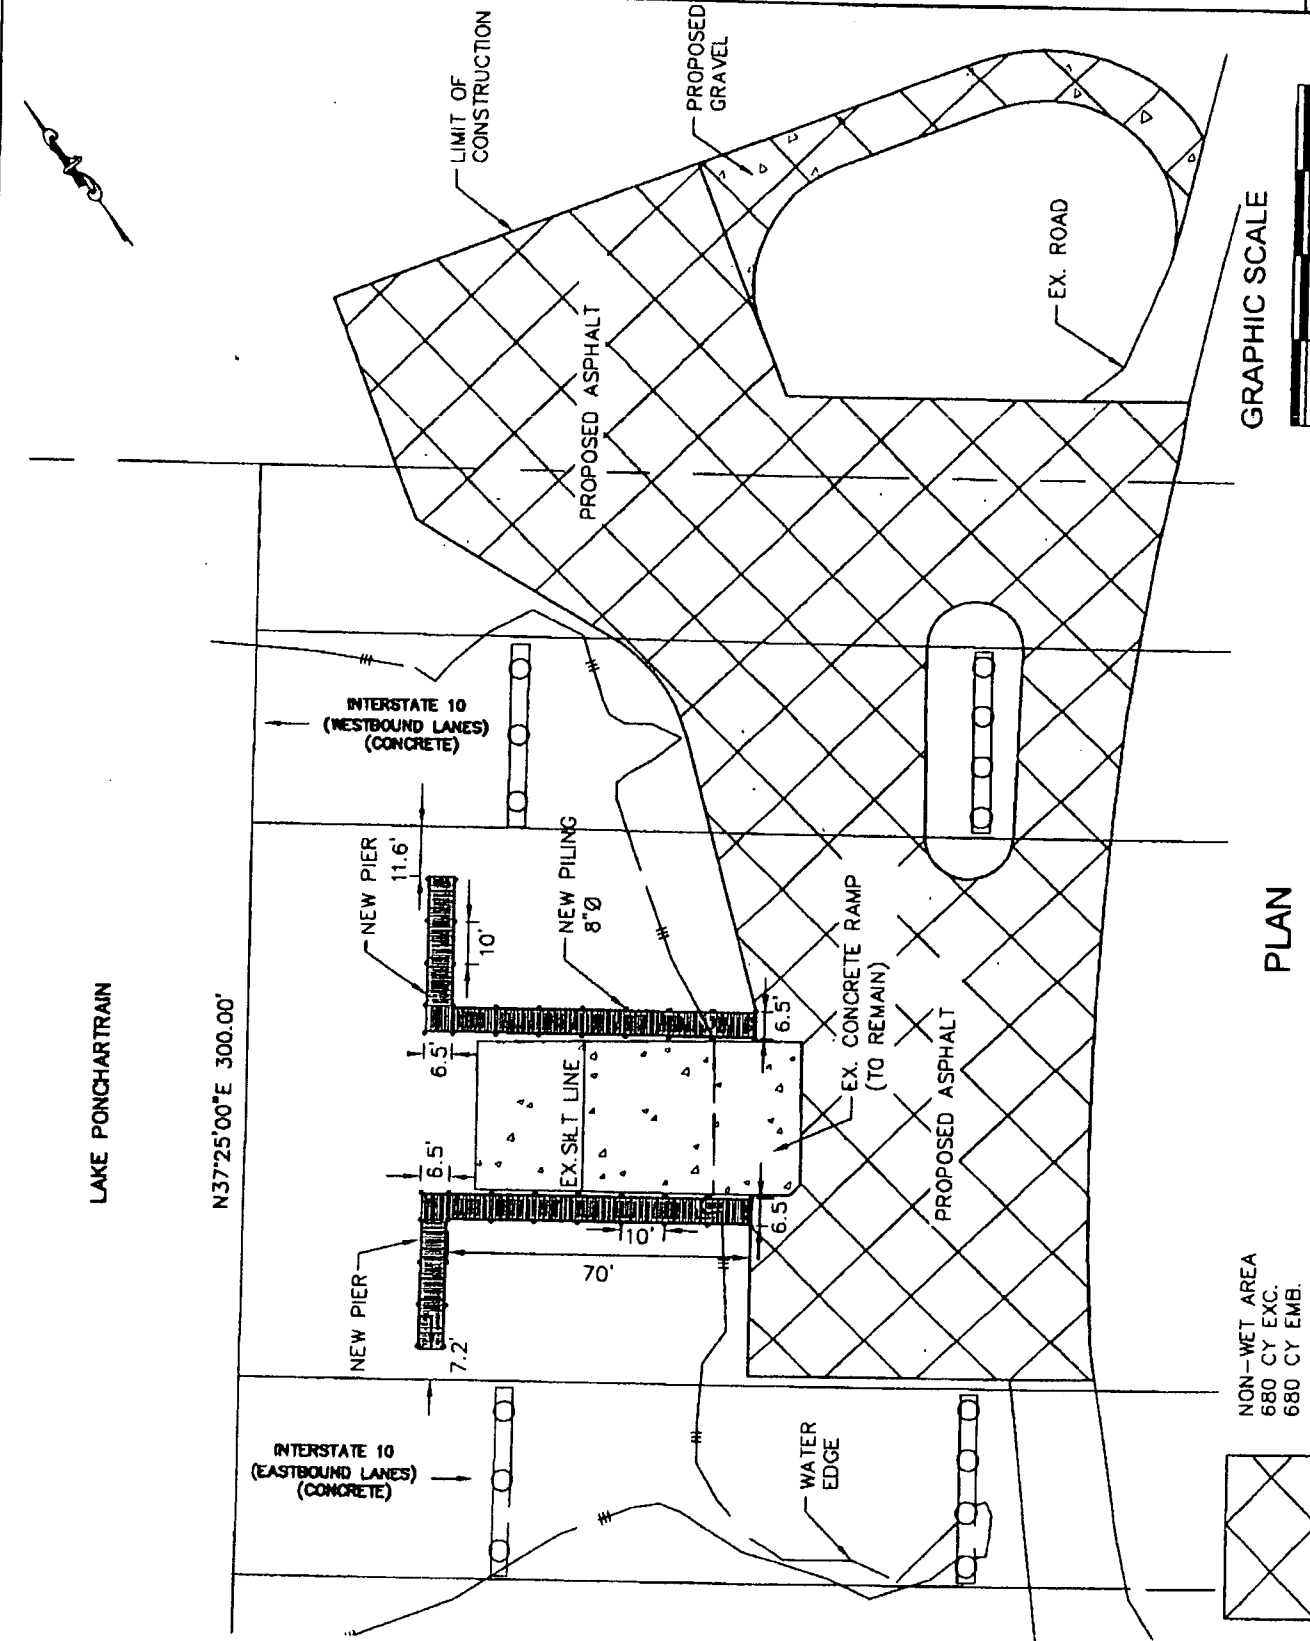 LIMIT OF
CONSTRUCTION
PROPOSED
GRAVEL
PROPOSED ASPHALT
EX. ROAD
GRAPHIC SCALE
INTERSTATE 10
(WESTBOUND LANES)
(CONCRETE)
NEW PIER
11.6'
10'
NEW PILING
8"Ø
6.5'
6.5'
EX. CONCRETE RAMP
(TO REMAIN)
PROPOSED ASPHALT
PLAN
LAKE PONCHARTRAIN
N37°25'00"E 300.00'
EX. SILT LINE
6.5'
6.5'
10'
70'
NEW PIER
7.2'
INTERSTATE 10
(EASTBOUND LANES)
(CONCRETE)
WATER
EDGE
NON-WET AREA
680 CY EXC.
680 CY EMB.